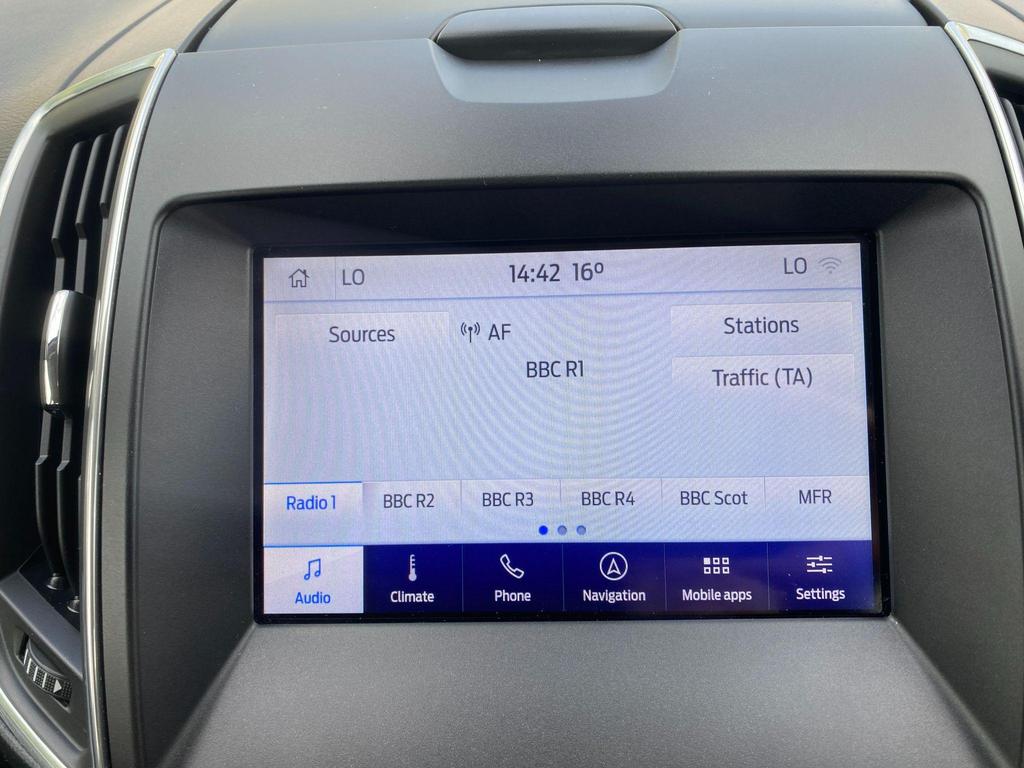 LO 14:42 16º LO
Sources AF Stations
BBC R1
Traffic (TA)
Radio 1 BBC R2 BBC R3 BBC R4 BBC Scot MFR
Audio Climate Phone Navigation Mobile apps Settings